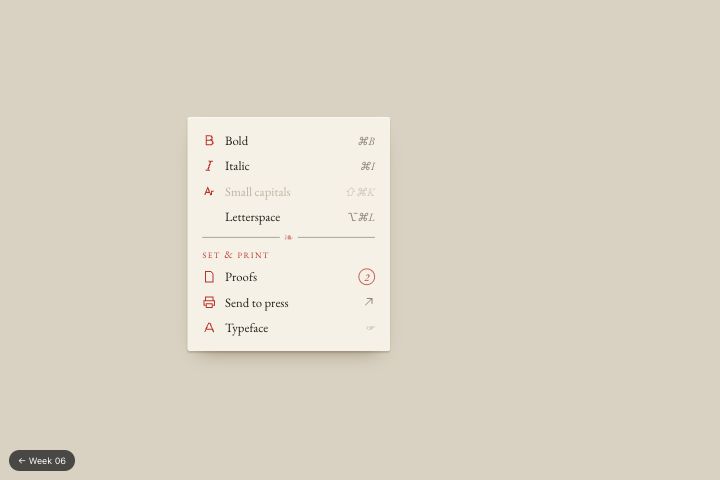 Bold ⌘B
Italic ⌘I
Small capitals ⇧⌘K
Letterspace ⌥⌘L
SET & PRINT
Proofs 2
Send to press ↗
Typeface ☞
← Week 06